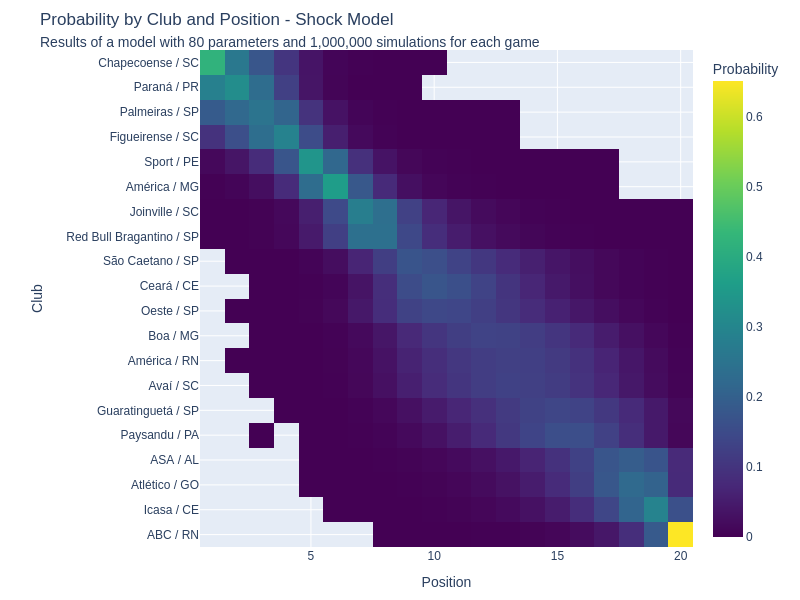 Probability by Club and Position - Shock Model
Results of a model with 80 parameters and 1,000,000 simulations for each game
Probability
Chapecoense / SC
Paraná / PR
Palmeiras / SP
Figueirense / SC
Sport / PE
América / MG
Joinville / SC
Red Bull Bragantino / SP
São Caetano / SP
Ceará / CE
Oeste / SP
Boa / MG
América / RN
Avaí / SC
Guaratinguetá / SP
Paysandu / PA
ASA / AL
Atlético / GO
Icasa / CE
ABC / RN
Club
5
10
15
20
Position
0.6
0.5
0.4
0.3
0.2
0.1
0